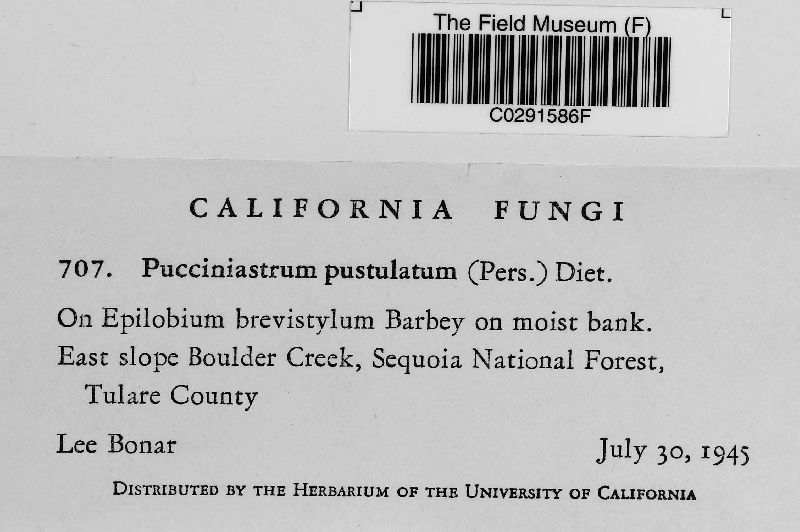 The Field Museum (F)
C0291586F
CALIFORNIA FUNGI
707. Pucciniastrum pustulatum (Pers.) Diet.
On Epilobium brevistylum Barbey on moist bank.
East slope Boulder Creek, Sequoia National Forest,
Tulare County
Lee Bonar July 30, 1945
DISTRIBUTED BY THE HERBARIUM OF THE UNIVERSITY OF CALIFORNIA